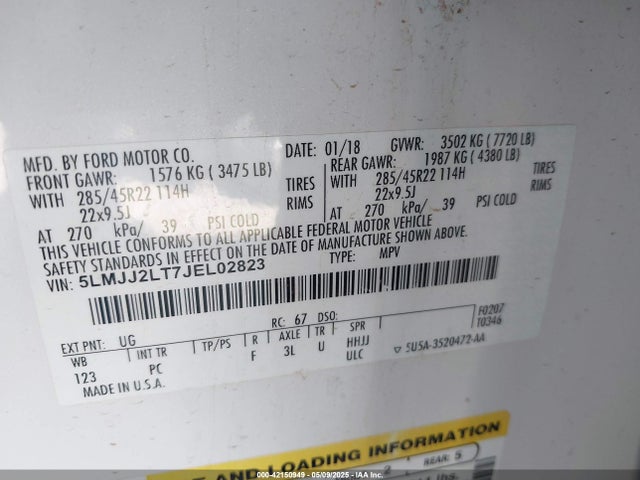 MFD. BY FORD MOTOR CO.
DATE: 01/18 GVWR: 3502 KG ( 7720 LB)
FRONT GAWR: 1576 KG ( 3475 LB)
REAR GAWR: 1987 KG ( 4380 LB)
WITH 285/45R22 114H TIRES
WITH 285/45R22 114H TIRES
22x9.5J RIMS
22x9.5J RIMS
AT 270 kPa/ 39 PSI COLD
AT 270 kPa/ 39 PSI COLD
THIS VEHICLE CONFORMS TO ALL APPLICABLE FEDERAL MOTOR VEHICLE
SAFETY STANDARDS IN EFFECT ON THE DATE OF MANUFACTURE SHOWN ABOVE.
VIN: 5LMJJ2LT7JEL02823 TYPE: MPV
F0207
T0346
EXT PNT: UG RC: 67 DSO:
WB INT TR TP/PS R AXLE TR SPR
123 PC F 3L U HHJJ
ULC
MADE IN U.S.A.
▽ 5U5A-3520472-AA
AND LOADING INFORMATION
2 REAR: 5
lbs.
000-42150949 - 05/09/2025 - IAA Inc.